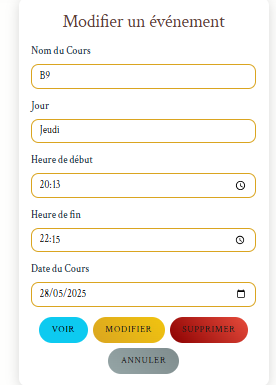 Modifier un événement
Nom du Cours
B9
Jour
Jeudi
Heure de début
20:13
Heure de fin
22:15
Date du Cours
28/05/2025
VOIR MODIFIER SUPPRIMER
ANNULER